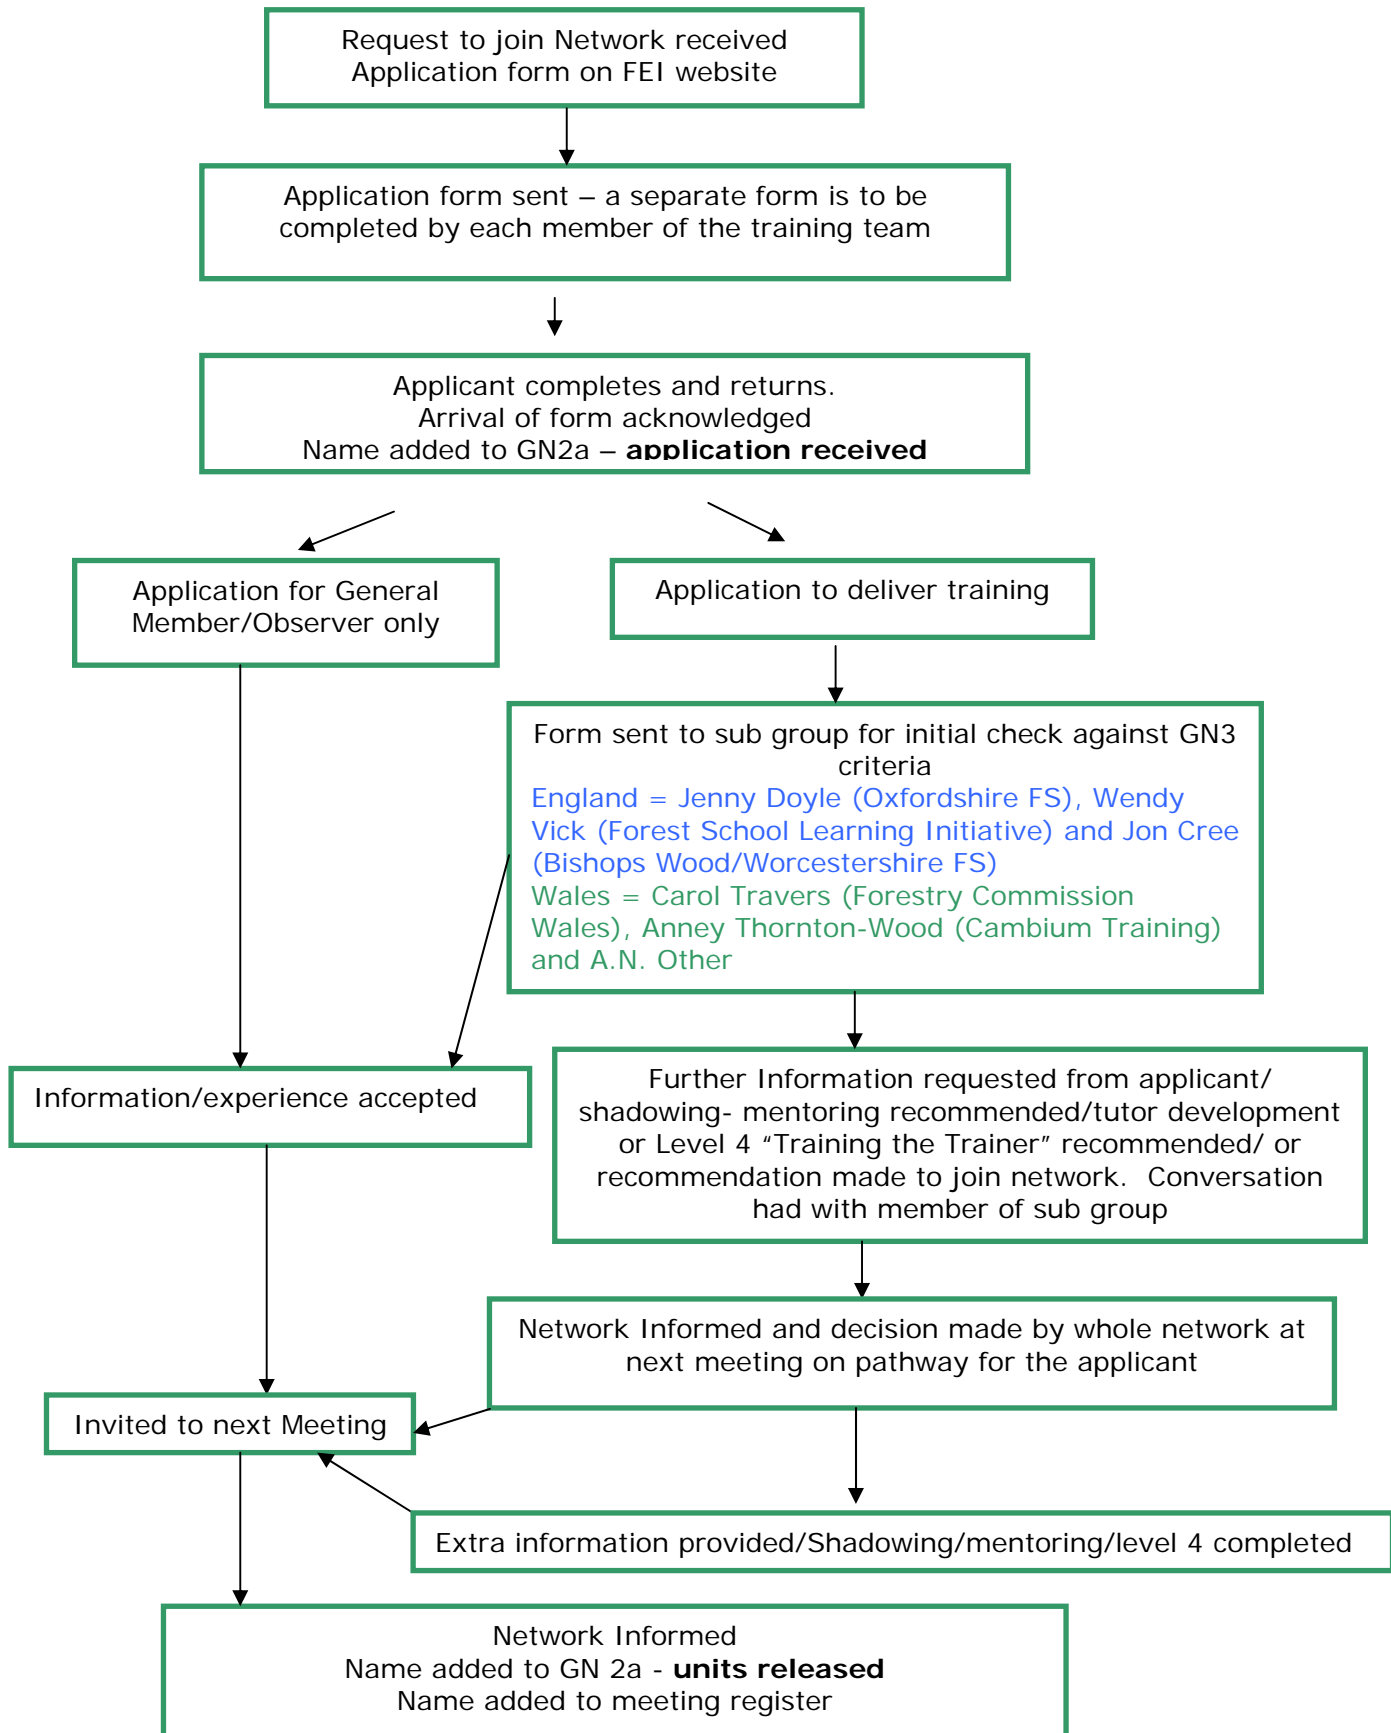 Request to join Network received
Application form on FEI website
Application form sent – a separate form is to be
completed by each member of the training team
Applicant completes and returns.
Arrival of form acknowledged
Name added to GN2a – application received
Application for General
Member/Observer only
Application to deliver training
Form sent to sub group for initial check against GN3
criteria
England = Jenny Doyle (Oxfordshire FS), Wendy
Vick (Forest School Learning Initiative) and Jon Cree
(Bishops Wood/Worcestershire FS)
Wales = Carol Travers (Forestry Commission
Wales), Anney Thornton-Wood (Cambium Training)
and A.N. Other
Information/experience accepted
Further Information requested from applicant/
shadowing- mentoring recommended/tutor development
or Level 4 “Training the Trainer” recommended/ or
recommendation made to join network.  Conversation
had with member of sub group
Network Informed and decision made by whole network at
next meeting on pathway for the applicant
Invited to next Meeting
Extra information provided/Shadowing/mentoring/level 4 completed
Network Informed
Name added to GN 2a - units released
Name added to meeting register